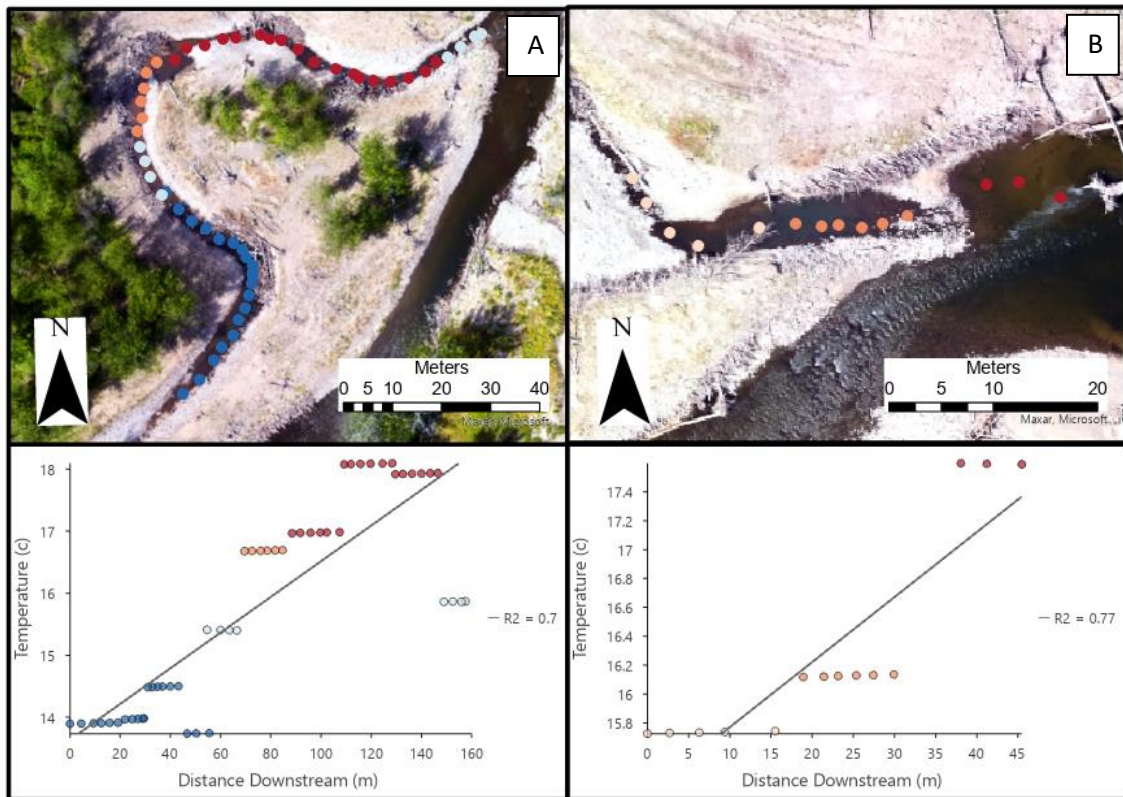 A
N
Meters
0 5 10 20 30 40
Maxar, Microsoft
B
N
Meters
0 5 10 20
Maxar, Microsoft
18
17
16
15
14
Temperature (c)
R2 = 0.7
0 20 40 60 80 100 120 140 160
Distance Downstream (m)
17.4
17.2
17
16.8
16.6
16.4
16.2
16
15.8
Temperature (c)
R2 = 0.77
0 5 10 15 20 25 30 35 40 45
Distance Downstream (m)